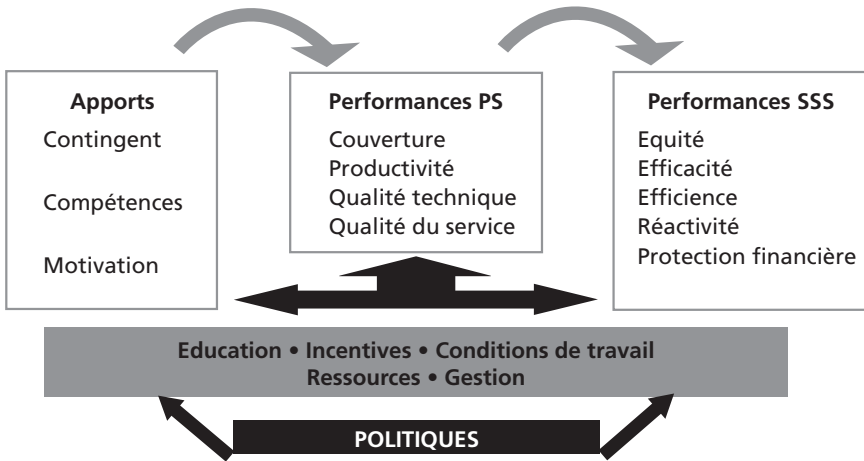 Apports
Contingent
Compétences
Motivation
Performances PS
Couverture
Productivité
Qualité technique
Qualité du service
Performances SSS
Equité
Efficacité
Efficience
Réactivité
Protection financière
Education • Incentives • Conditions de travail
Ressources • Gestion
POLITIQUES